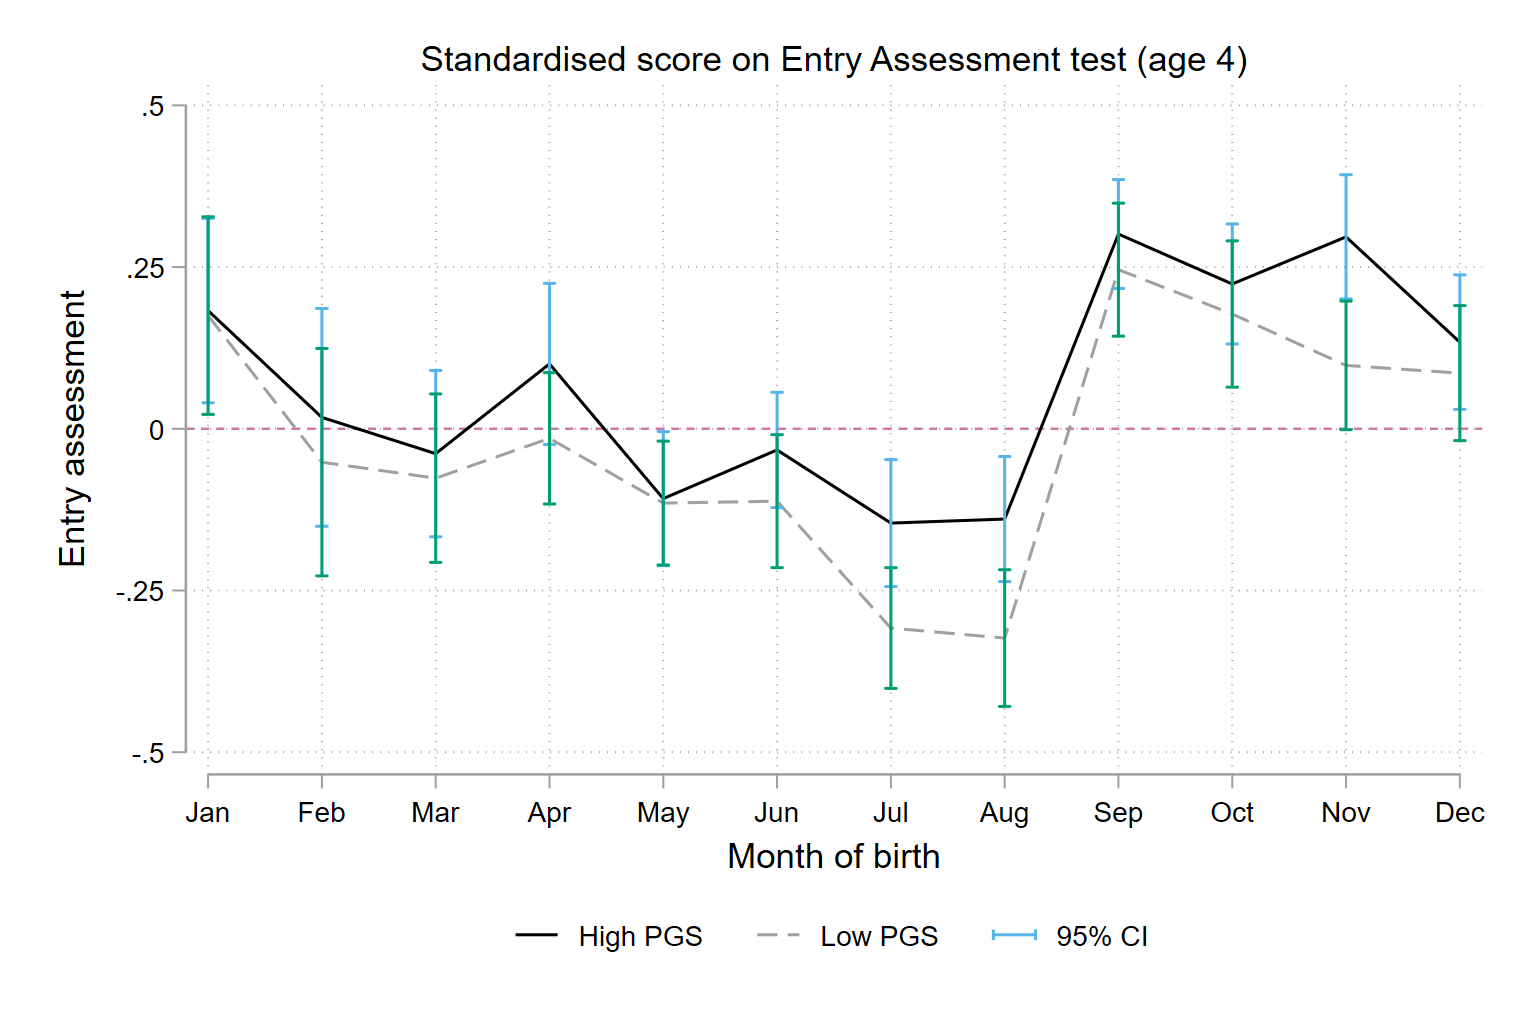 Standardised score on Entry Assessment test (age 4)
Entry assessment
.5
.25
0
-.25
-.5
Jan Feb Mar Apr May Jun Jul Aug Sep Oct Nov Dec
Month of birth
High PGS Low PGS 95% CI